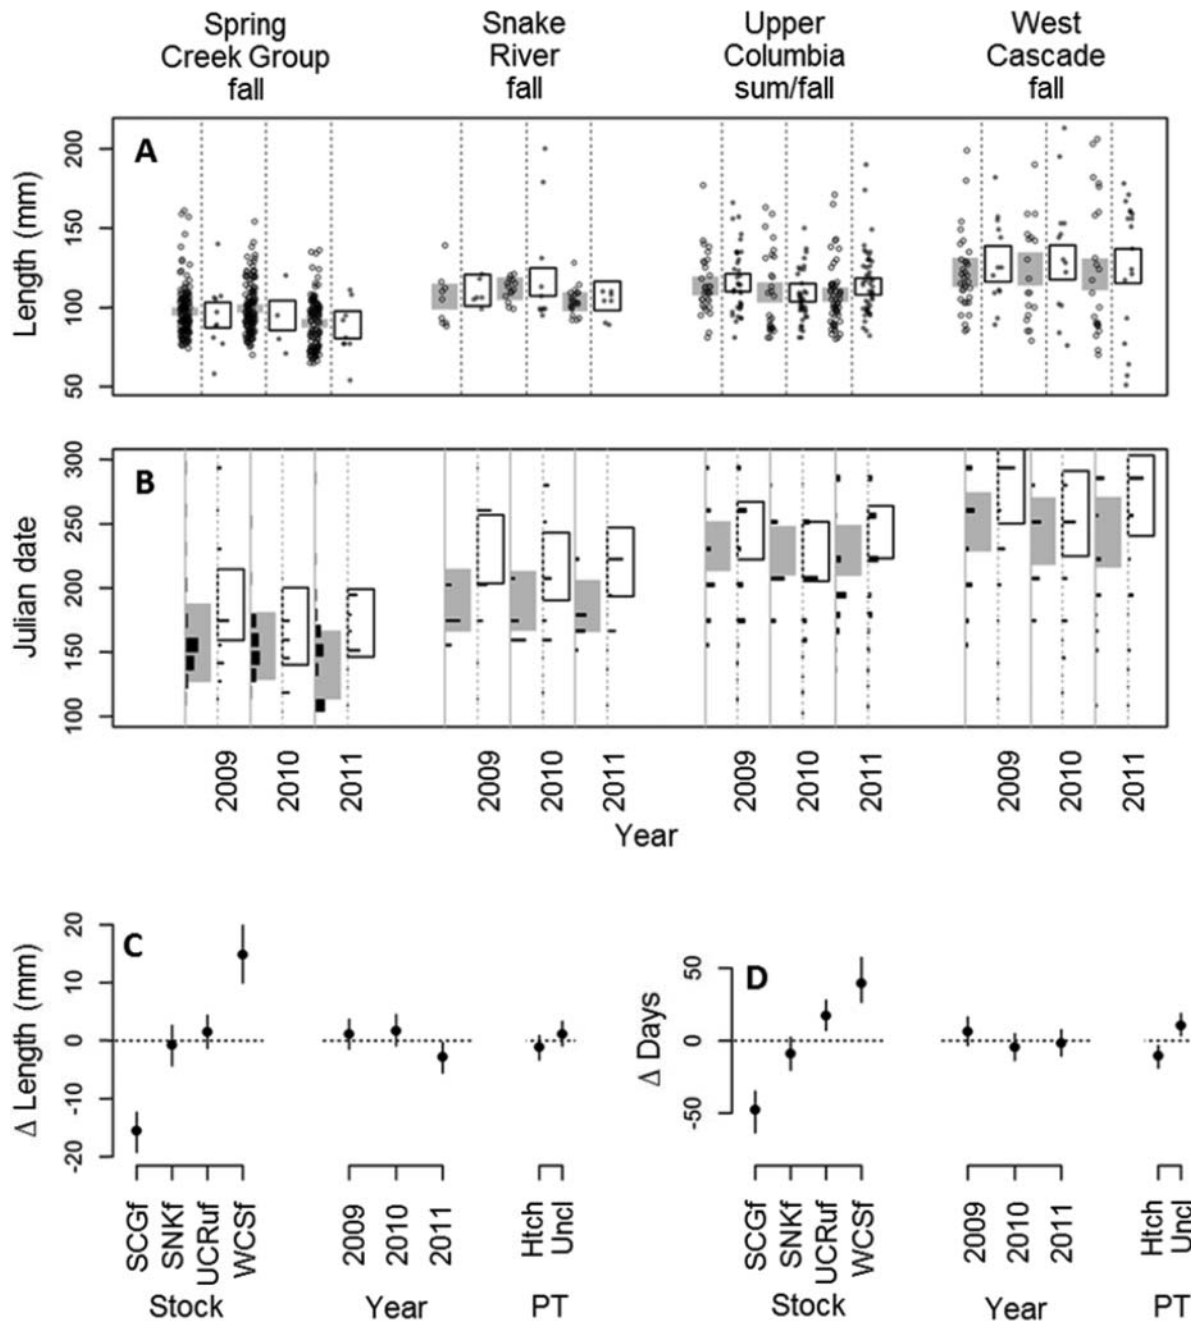 Spring Creek Group fall
Snake River fall
Upper Columbia sum/fall
West Cascade fall
A
Length (mm)
200
150
100
50
B
Julian date
300
250
200
150
100
2009 2010 2011 2009 2010 2011 2009 2010 2011 2009 2010 2011
Year
C
Δ Length (mm)
20
10
0
-10
-20
SCGf SNKf UCRuf WCSf
2009 2010 2011
Htch Uncl
Stock Year PT
D
Δ Days
50
0
-50
SCGf SNKf UCRuf WCSf
2009 2010 2011
Htch Uncl
Stock Year PT